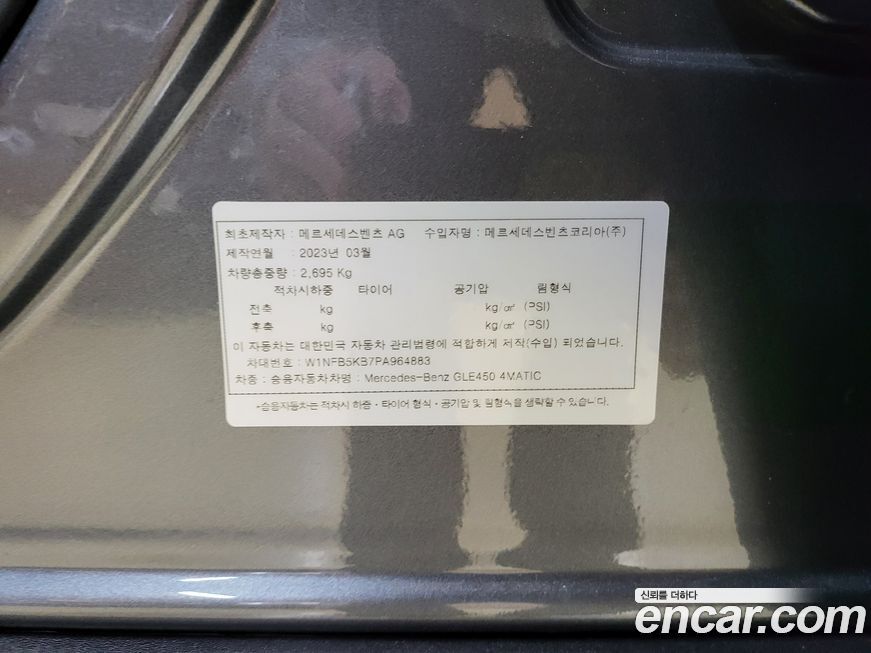 최초제작자 : 메르세데스벤츠 AG 수입자명 : 메르세데스벤츠코리아(주)
제작연월 : 2023년 03월
차량총중량 : 2,695 Kg
적차시하중 타이어 공기압 림형식
전축 kg kg/㎠ (PSI)
후축 kg kg/㎠ (PSI)
이 자동차는 대한민국 자동차 관리법령에 적합하게 제작(수입) 되었습니다.
차대번호 : W1NFB5KB7PA964883
차종 : 승용자동차차명 : Mercedes-Benz GLE450 4MATIC
*승용자동차는 적차시 하중 · 타이어 형식 · 공기압 및 림형식을 생략할 수 있습니다.
신뢰를 더하다
encar.com